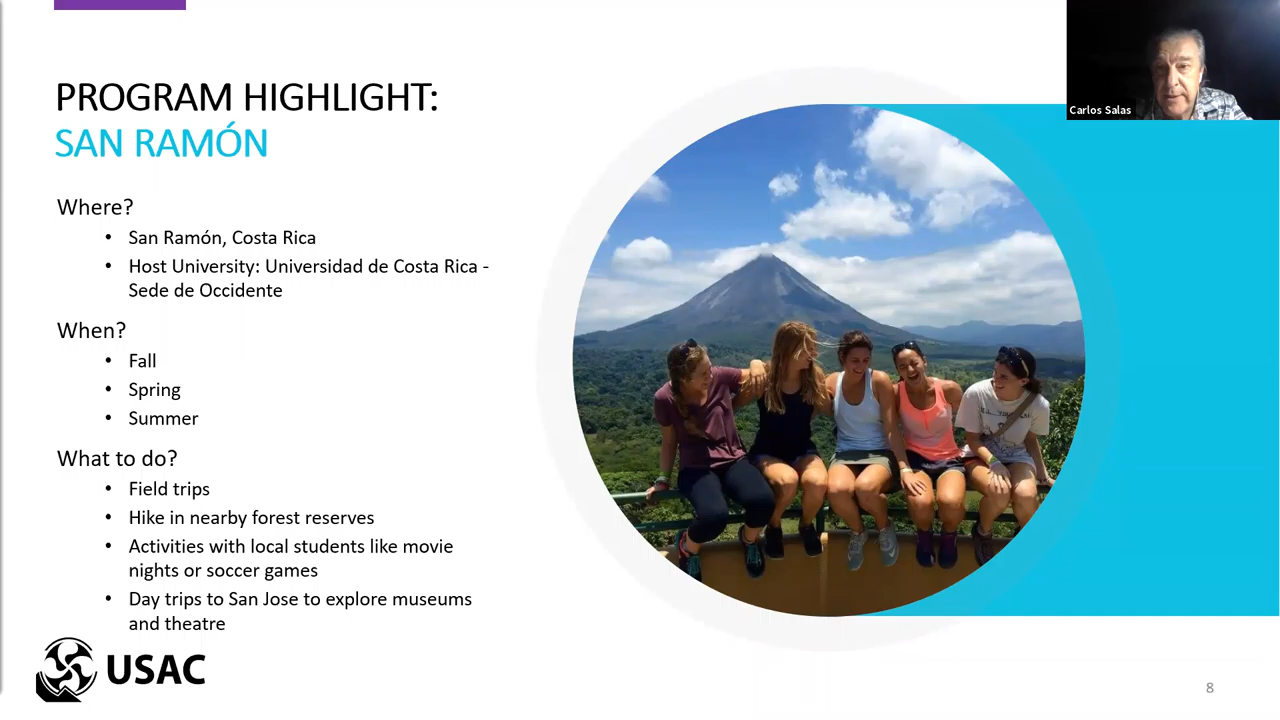 PROGRAM HIGHLIGHT:
SAN RAMÓN
Where?
• San Ramón, Costa Rica
• Host University: Universidad de Costa Rica -
Sede de Occidente
When?
• Fall
• Spring
• Summer
What to do?
• Field trips
• Hike in nearby forest reserves
• Activities with local students like movie
nights or soccer games
• Day trips to San Jose to explore museums
and theatre
USAC
Carlos Salas
8